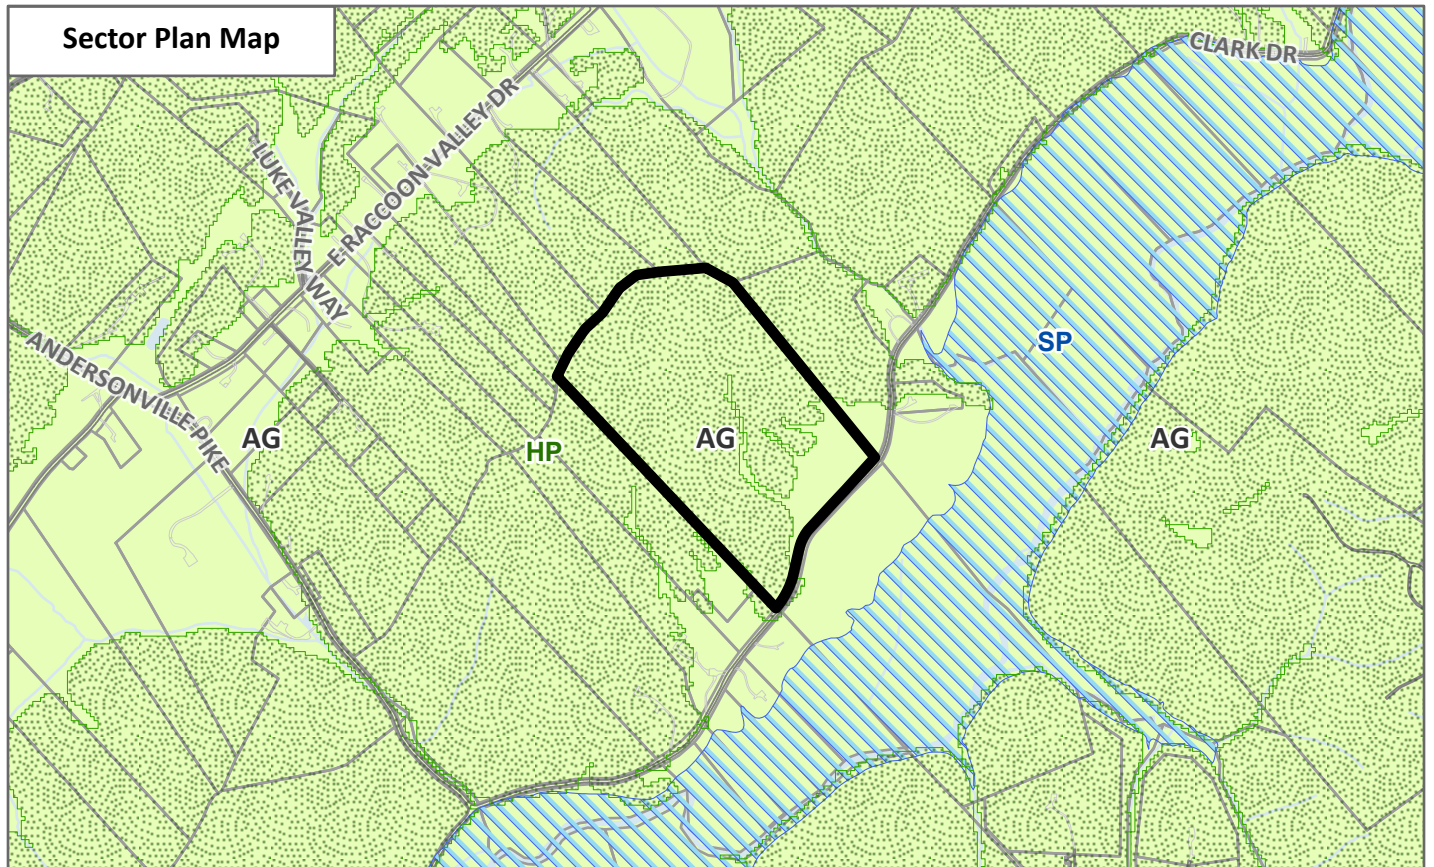 Sector Plan Map
CLARK DR
E RACCOON VALLEY DR
LUKE VALLEY WAY
ANDERSONVILLE PIKE
SP
AG
HP
AG
AG